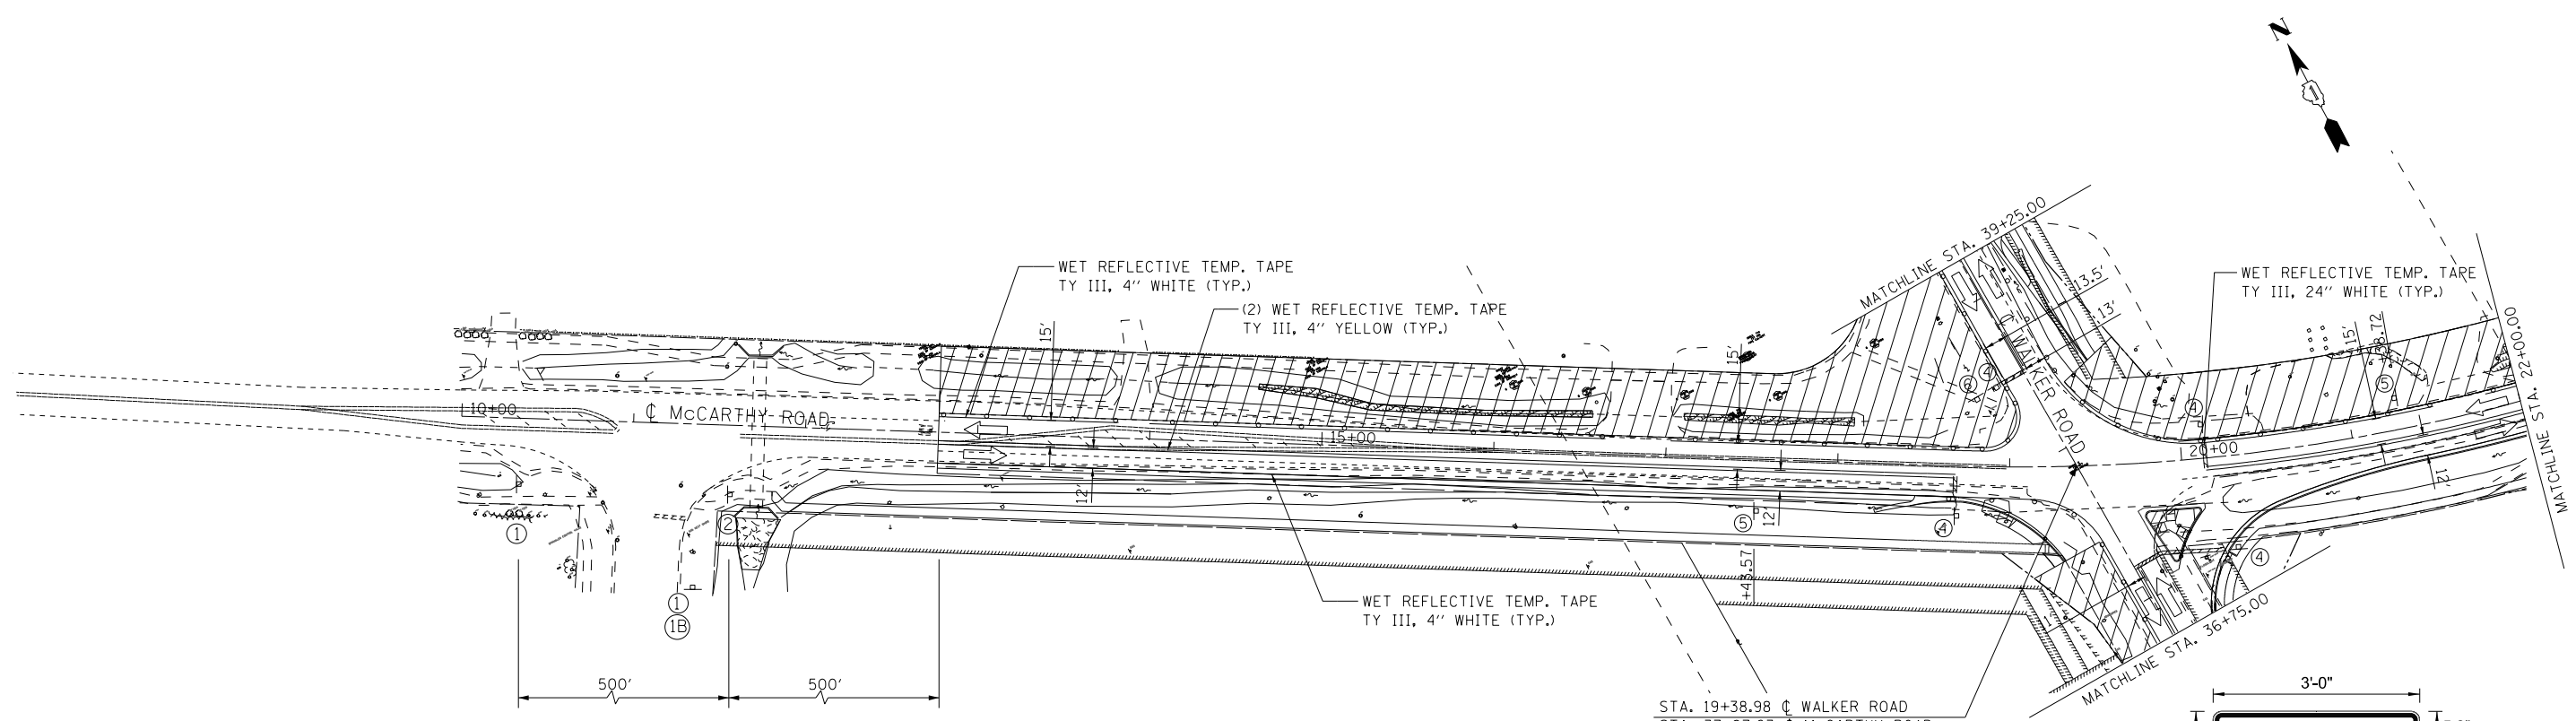 N
1
MATCHLINE STA. 39+25.00
WET REFLECTIVE TEMP. TAPE
TY III, 4'' WHITE (TYP.)
(2) WET REFLECTIVE TEMP. TAPE
TY III, 4'' YELLOW (TYP.)
WET REFLECTIVE TEMP. TAPE
TY III, 24'' WHITE (TYP.)
13.5'
13'
15'
15'
15'
+38.72
MATCHLINE STA. 22+00.00
10+00
℄ McCARTHY ROAD
15+00
20+00
℄ WALKER ROAD
6
4
4
5
12'
12'
12'
1
2
5
4
4
1
1B
+43.57
11'
WET REFLECTIVE TEMP. TAPE
TY III, 4'' WHITE (TYP.)
MATCHLINE STA. 36+75.00
500'
500'
3'-0"
STA. 19+38.98 ℄ WALKER ROAD